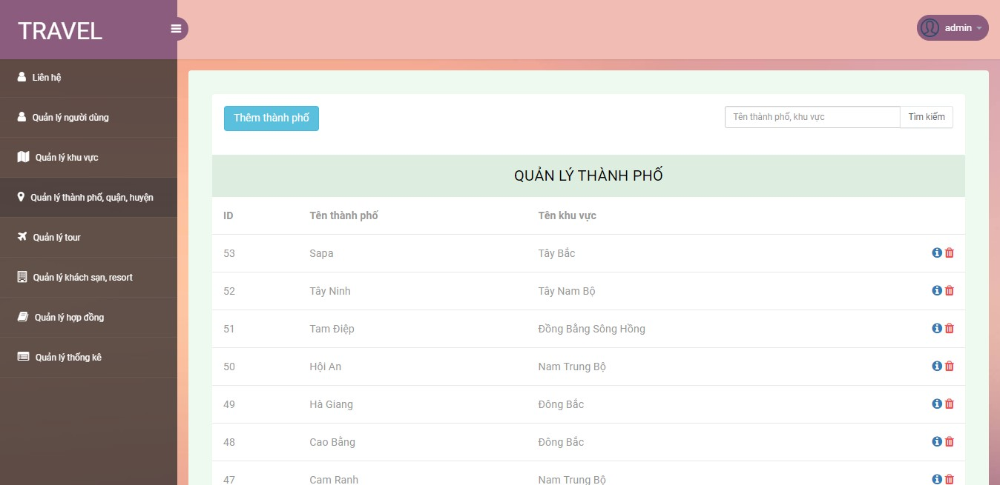 TRAVEL
admin
Liên hệ
Quản lý người dùng
Quản lý khu vực
Quản lý thành phố, quận, huyện
Quản lý tour
Quản lý khách sạn, resort
Quản lý hợp đồng
Quản lý thống kê
Thêm thành phố
Tên thành phố, khu vực
Tìm kiếm
QUẢN LÝ THÀNH PHỐ
ID Tên thành phố Tên khu vực
53 Sapa Tây Bắc
52 Tây Ninh Tây Nam Bộ
51 Tam Điệp Đồng Bằng Sông Hồng
50 Hội An Nam Trung Bộ
49 Hà Giang Đông Bắc
48 Cao Bằng Đông Bắc
47 Cam Ranh Nam Trung Bộ